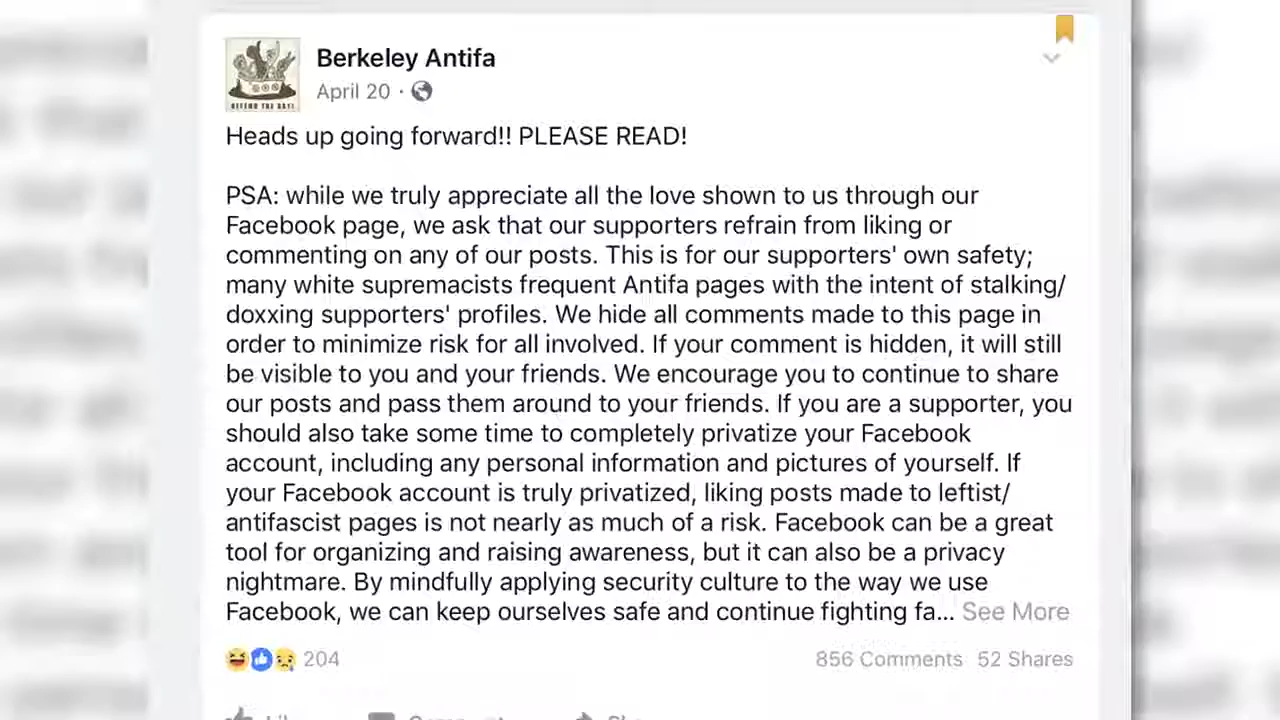 Berkeley Antifa
April 20 ·
DEFEND THE BAY!
Heads up going forward!! PLEASE READ!
PSA: while we truly appreciate all the love shown to us through our
Facebook page, we ask that our supporters refrain from liking or
commenting on any of our posts. This is for our supporters' own safety;
many white supremacists frequent Antifa pages with the intent of stalking/
doxxing supporters' profiles. We hide all comments made to this page in
order to minimize risk for all involved. If your comment is hidden, it will still
be visible to you and your friends. We encourage you to continue to share
our posts and pass them around to your friends. If you are a supporter, you
should also take some time to completely privatize your Facebook
account, including any personal information and pictures of yourself. If
your Facebook account is truly privatized, liking posts made to leftist/
antifascist pages is not nearly as much of a risk. Facebook can be a great
tool for organizing and raising awareness, but it can also be a privacy
nightmare. By mindfully applying security culture to the way we use
Facebook, we can keep ourselves safe and continue fighting fa... See More
204
856 Comments 52 Shares